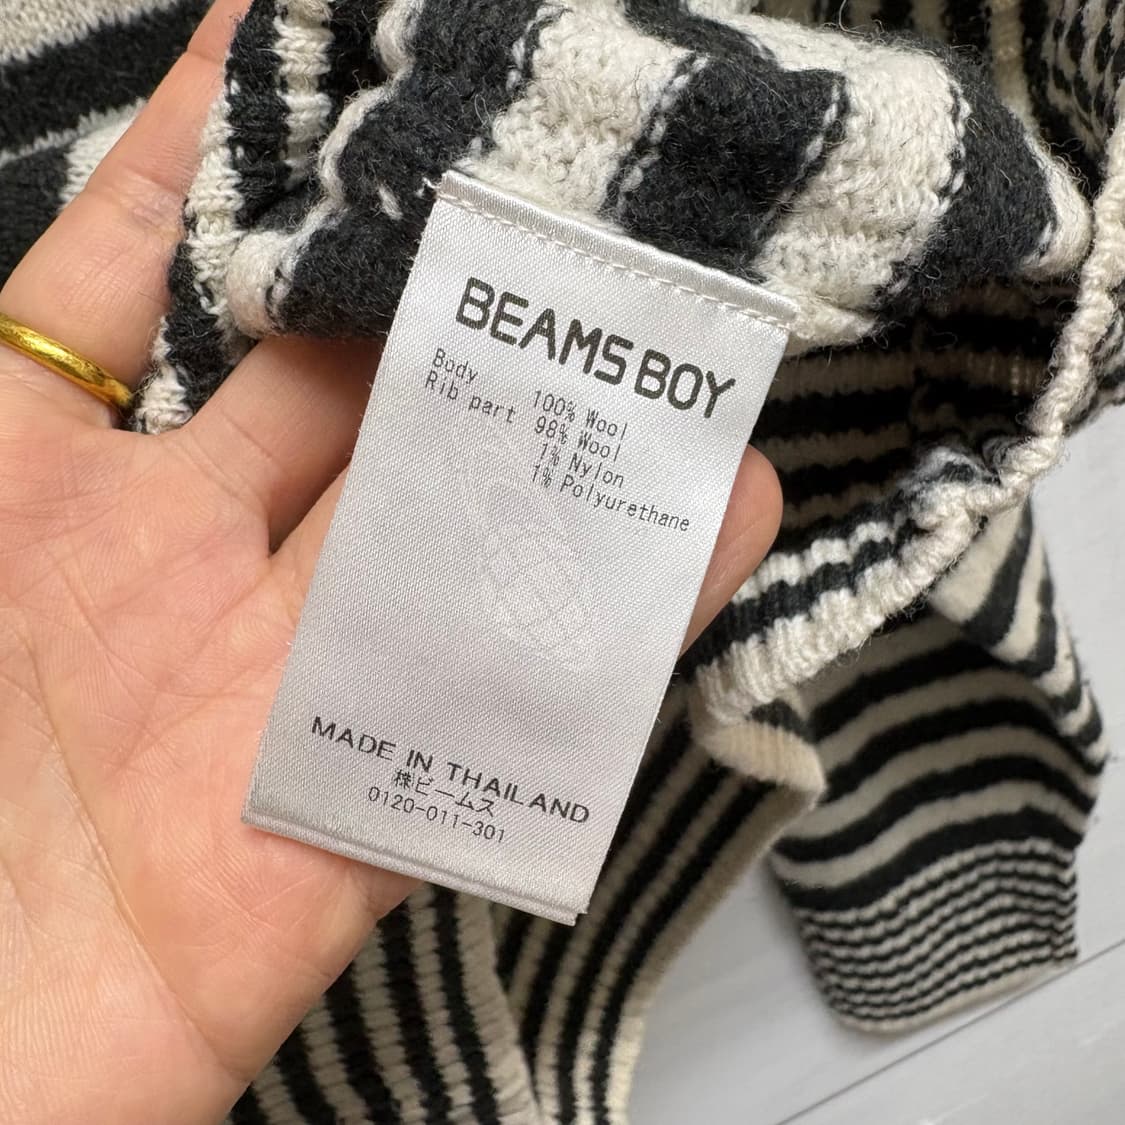 BEAMS BOY
Body 100% Wool
Rib part 98% Wool
1% Nylon
1% Polyurethane
MADE IN THAILAND
㈱ビームス
0120-011-301